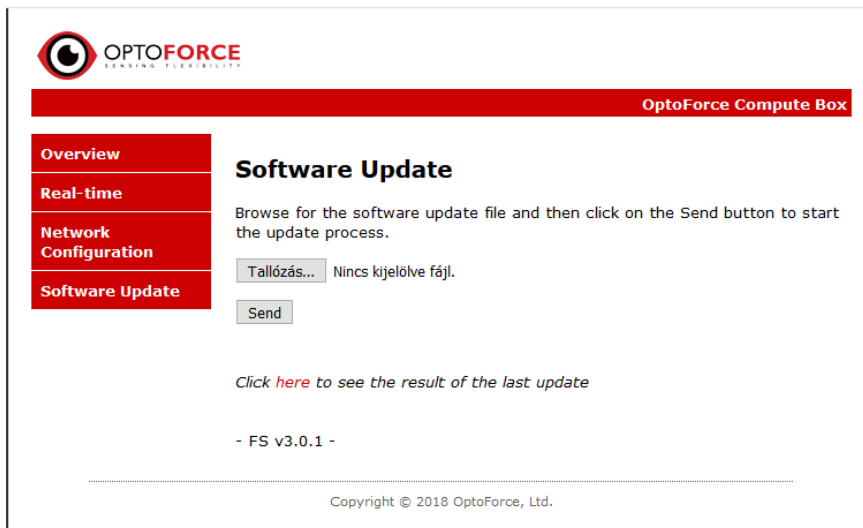 OPTOFORCE
SENSING FLEXIBILITY
OptoForce Compute Box
Overview
Real-time
Network
Configuration
Software Update
Software Update
Browse for the software update file and then click on the Send button to start
the update process.
Tallózás... Nincs kijelölve fájl.
Send
Click here to see the result of the last update
- FS v3.0.1 -
Copyright © 2018 OptoForce, Ltd.